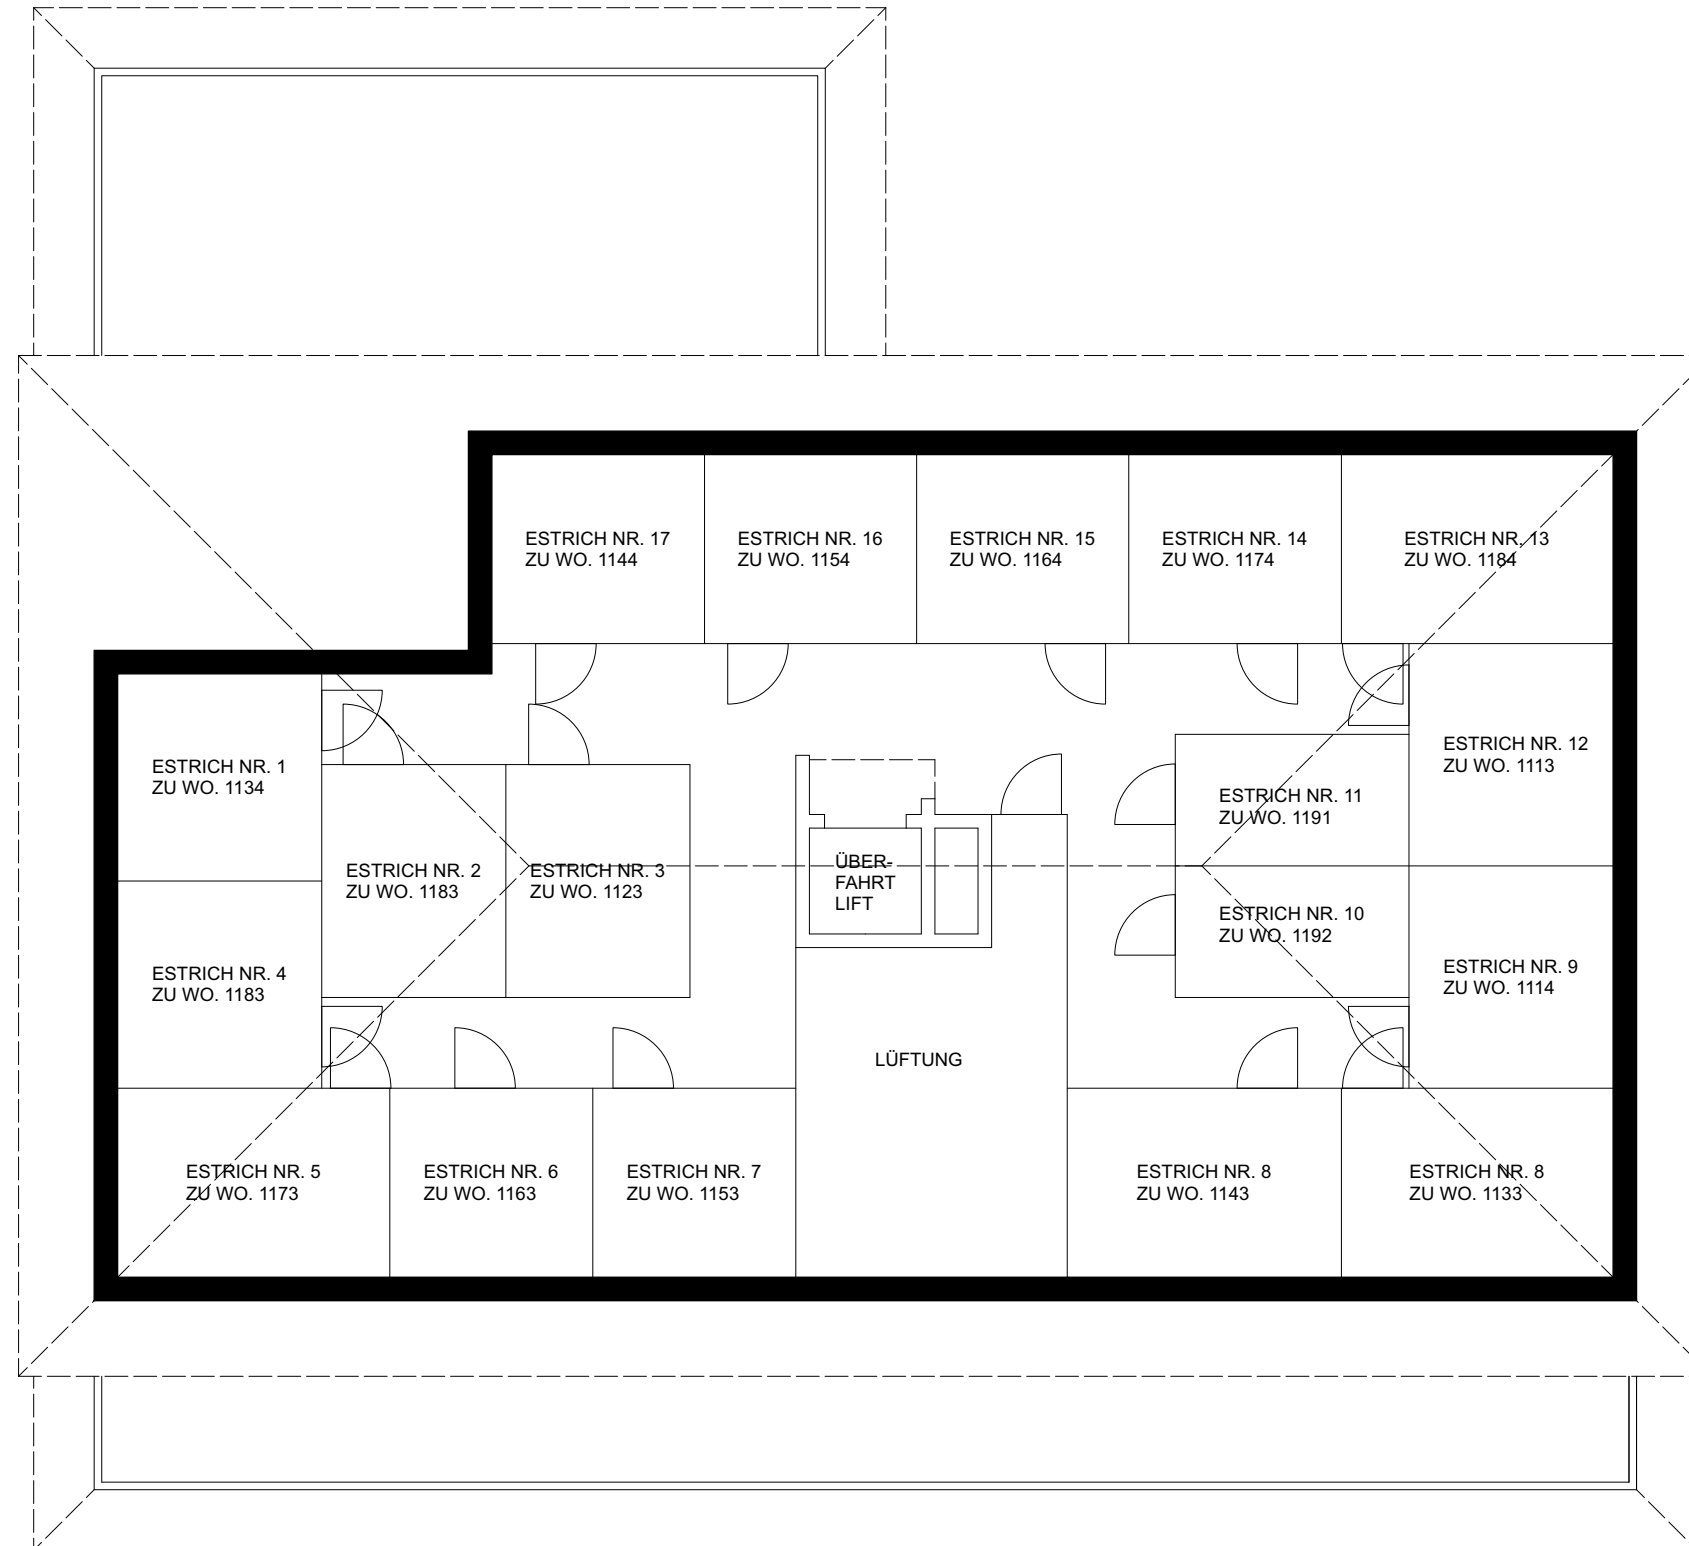 ESTRICH NR. 17
ZU WO. 1144
ESTRICH NR. 16
ZU WO. 1154
ESTRICH NR. 15
ZU WO. 1164
ESTRICH NR. 14
ZU WO. 1174
ESTRICH NR. 13
ZU WO. 1184
ESTRICH NR. 1
ZU WO. 1134
ESTRICH NR. 12
ZU WO. 1113
ESTRICH NR. 11
ZU WO. 1191
ESTRICH NR. 2
ZU WO. 1183
ESTRICH NR. 3
ZU WO. 1123
ÜBER-
FAHRT
LIFT
ESTRICH NR. 10
ZU WO. 1192
ESTRICH NR. 4
ZU WO. 1183
ESTRICH NR. 9
ZU WO. 1114
LÜFTUNG
ESTRICH NR. 5
ZU WO. 1173
ESTRICH NR. 6
ZU WO. 1163
ESTRICH NR. 7
ZU WO. 1153
ESTRICH NR. 8
ZU WO. 1143
ESTRICH NR. 8
ZU WO. 1133